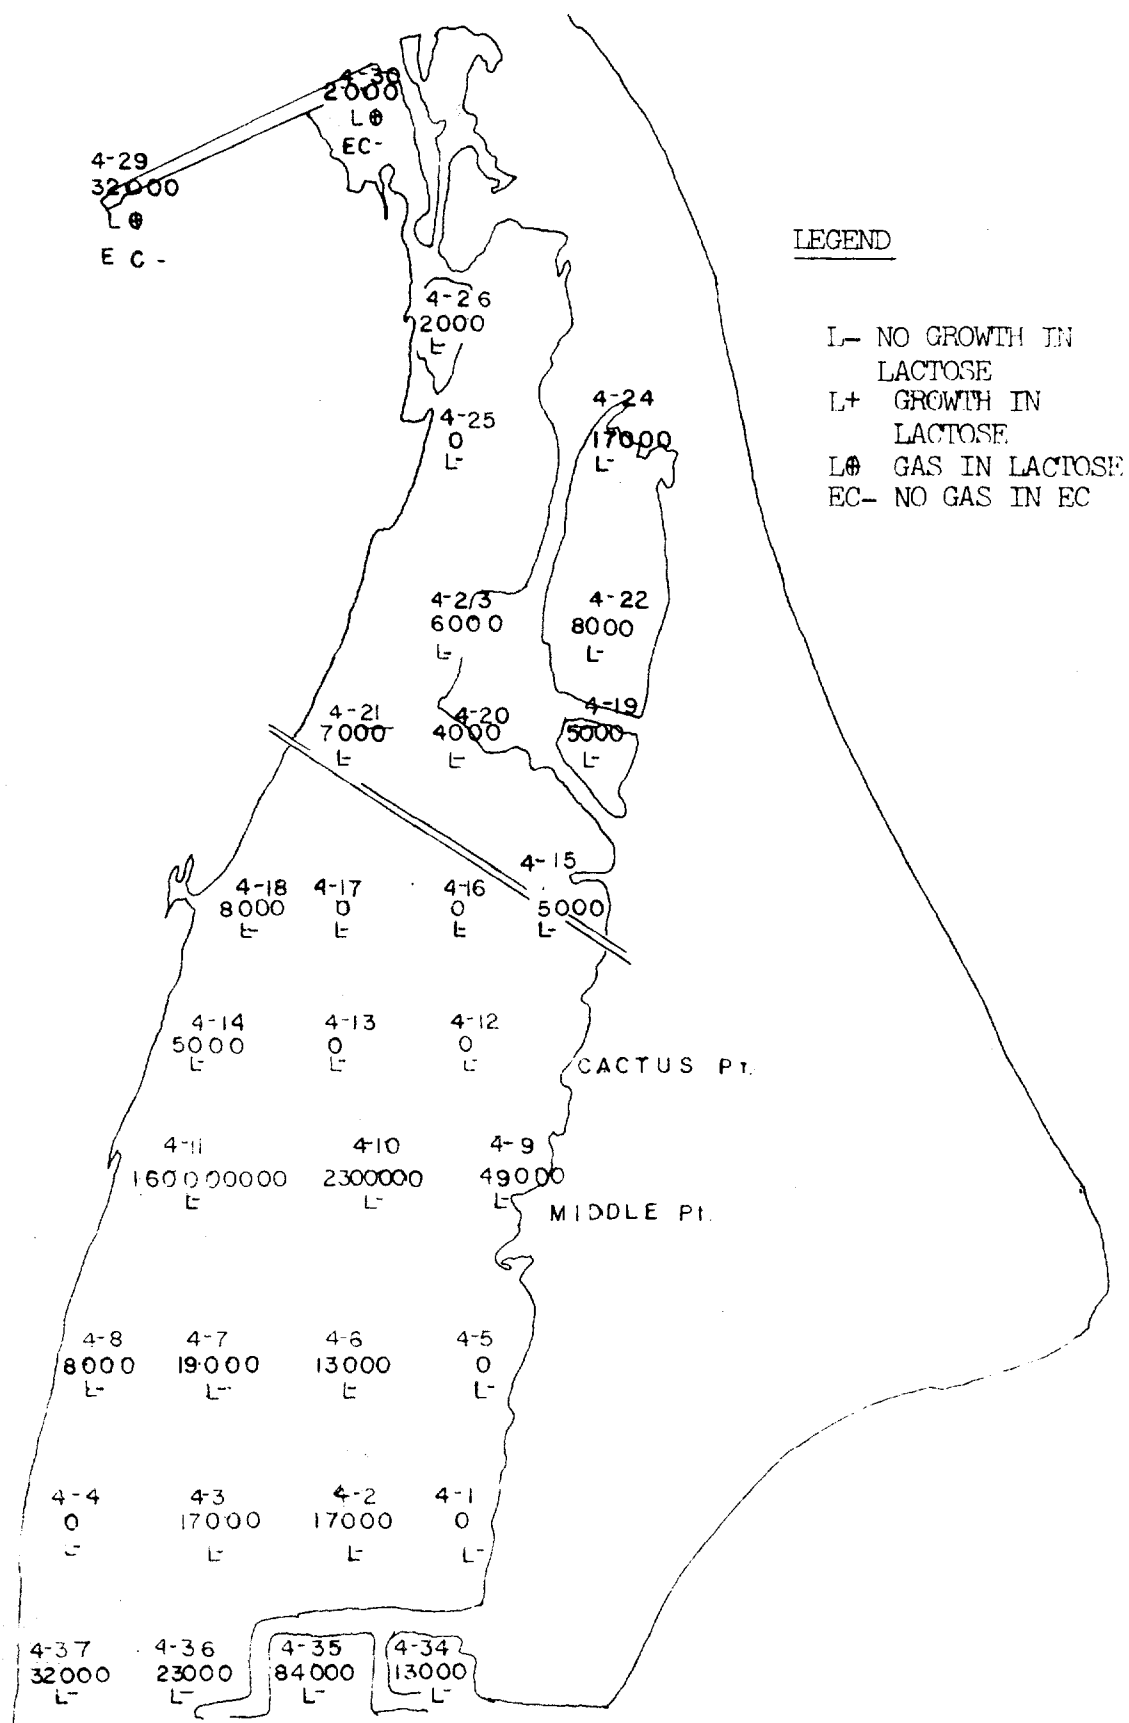 4-30
2000
L⊕
EC-
4-29
32000
L⊕
EC-
LEGEND
L- NO GROWTH IN
LACTOSE
L+ GROWTH IN
LACTOSE
L⊕ GAS IN LACTOSE
EC- NO GAS IN EC
4-26
2000
L-
4-25
0
L-
4-24
17000
L-
4-23
6000
L-
4-22
8000
L-
4-21
7000
L-
4-20
4000
L-
4-19
5000
L-
4-18
8000
L-
4-17
0
L-
4-16
0
L-
4-15
5000
L-
4-14
5000
L-
4-13
0
L-
4-12
0
L-
CACTUS Pt.
4-11
160000000
L-
4-10
2300000
L-
4-9
49000
L-
MIDDLE Pt.
4-8
8000
L-
4-7
19000
L-
4-6
13000
L-
4-5
0
L-
4-4
0
L-
4-3
17000
L-
4-2
17000
L-
4-1
0
L-
4-37
32000
L-
4-36
23000
L-
4-35
84000
L-
4-34
13000
L-